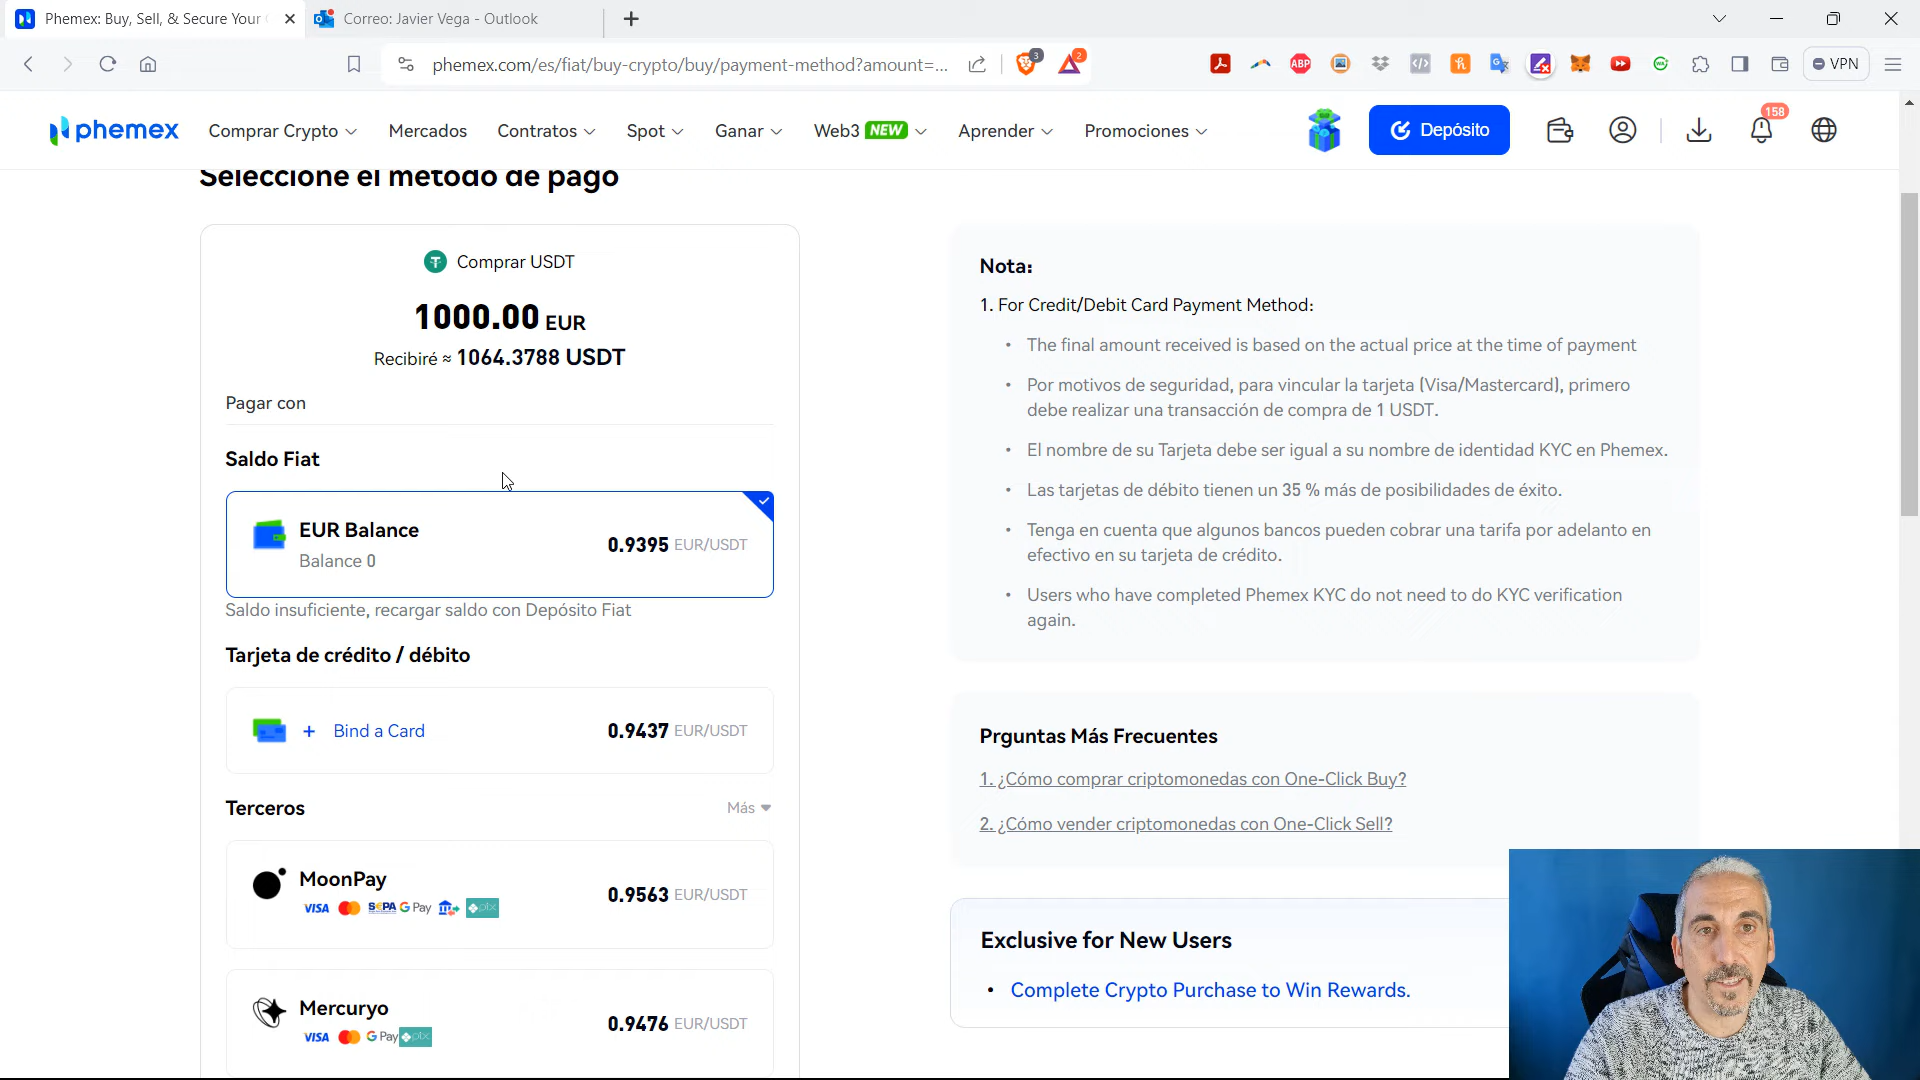 Phemex: Buy, Sell, & Secure Your
Correo: Javier Vega - Outlook
phemex.com/es/fiat/buy-crypto/buy/payment-method?amount=...
3
2
ABP
VPN
phemex
Comprar Crypto
Mercados
Contratos
Spot
Ganar
Web3 NEW
Aprender
Promociones
Depósito
158
Seleccione el método de pago
Comprar USDT
1000.00 EUR
Recibiré ≈ 1064.3788 USDT
Pagar con
Saldo Fiat
EUR Balance
Balance 0
0.9395 EUR/USDT
Saldo insuficiente, recargar saldo con Depósito Fiat
Tarjeta de crédito / débito
+ Bind a Card
0.9437 EUR/USDT
Terceros
Más
MoonPay
VISA SEPA G Pay pix
0.9563 EUR/USDT
Mercuryo
VISA G Pay pix
0.9476 EUR/USDT
Nota:
1. For Credit/Debit Card Payment Method:
• The final amount received is based on the actual price at the time of payment
• Por motivos de seguridad, para vincular la tarjeta (Visa/Mastercard), primero
debe realizar una transacción de compra de 1 USDT.
• El nombre de su Tarjeta debe ser igual a su nombre de identidad KYC en Phemex.
• Las tarjetas de débito tienen un 35 % más de posibilidades de éxito.
• Tenga en cuenta que algunos bancos pueden cobrar una tarifa por adelanto en
efectivo en su tarjeta de crédito.
• Users who have completed Phemex KYC do not need to do KYC verification
again.
Prguntas Más Frecuentes
1. ¿Cómo comprar criptomonedas con One-Click Buy?
2. ¿Cómo vender criptomonedas con One-Click Sell?
Exclusive for New Users
• Complete Crypto Purchase to Win Rewards.